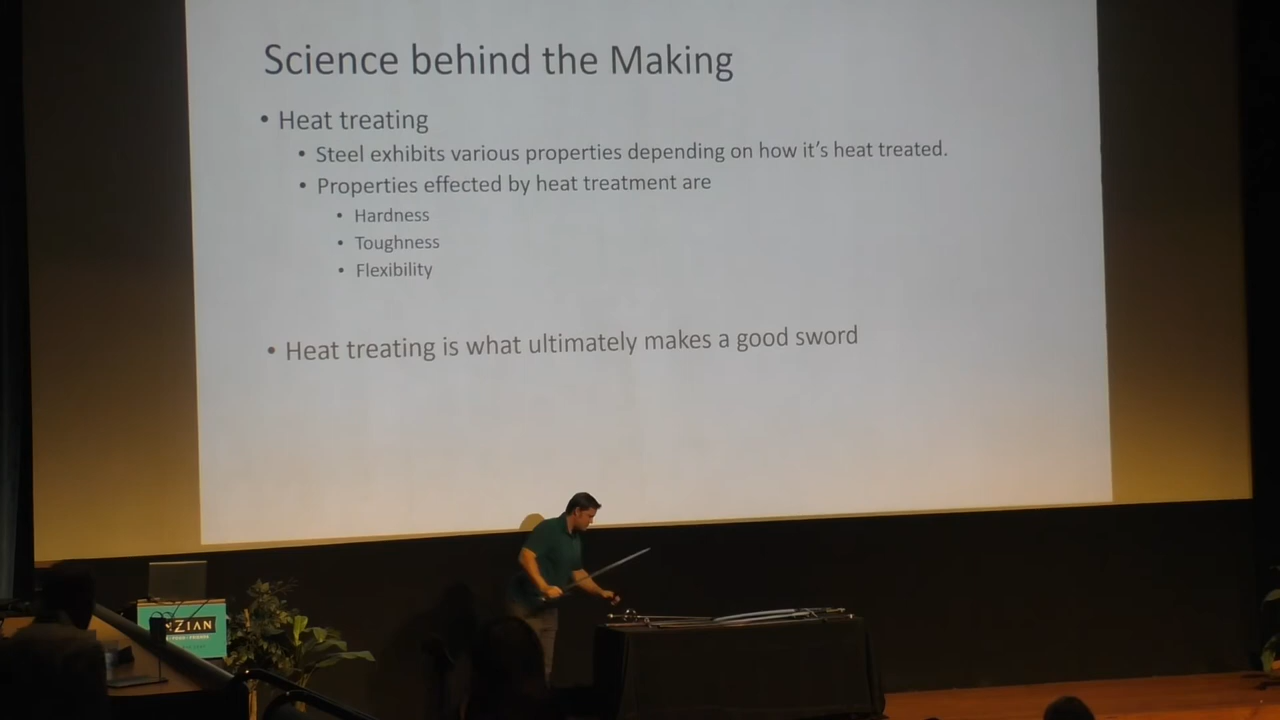 Science behind the Making
• Heat treating
• Steel exhibits various properties depending on how it's heat treated.
• Properties effected by heat treatment are
• Hardness
• Toughness
• Flexibility
• Heat treating is what ultimately makes a good sword
NZIAN